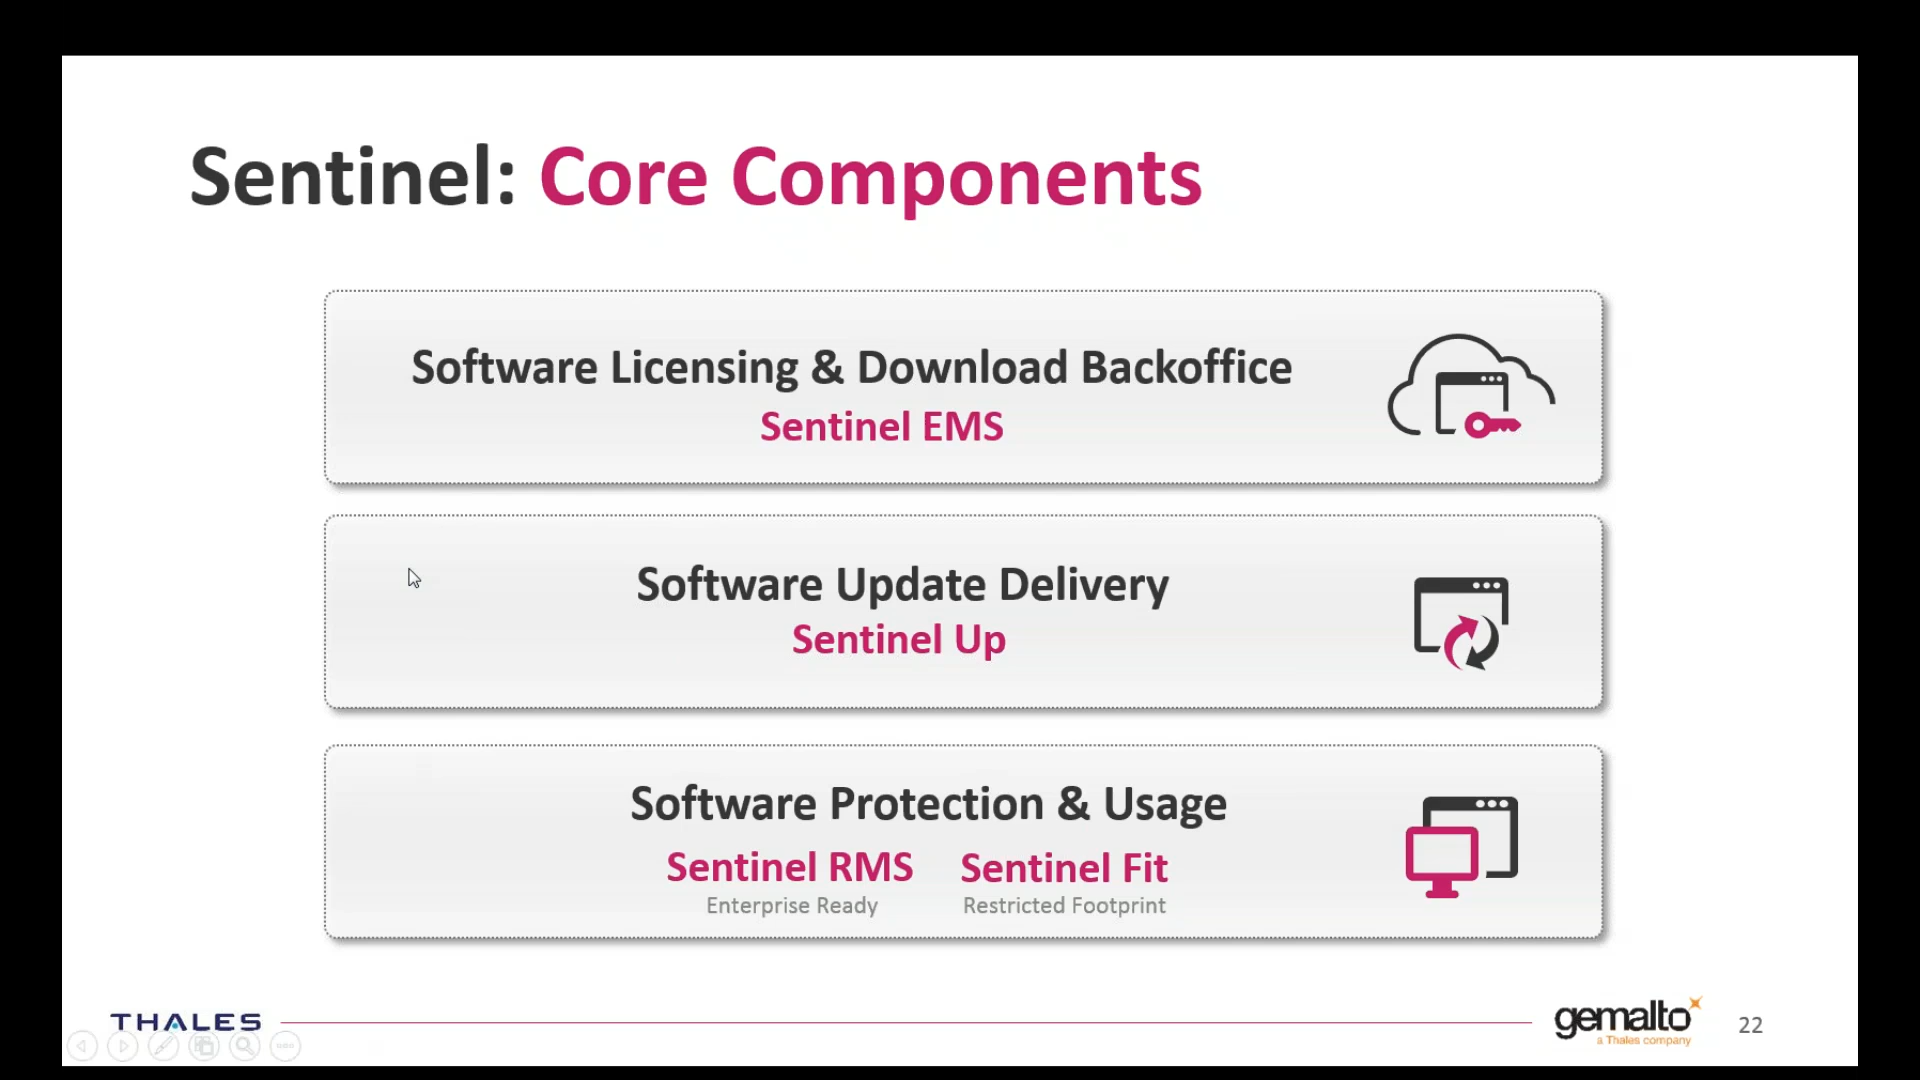 Sentinel: Core Components
Software Licensing & Download Backoffice
Sentinel EMS
Software Update Delivery
Sentinel Up
Software Protection & Usage
Sentinel RMS Sentinel Fit
Enterprise Ready Restricted Footprint
THALES
gemalto
a Thales company
22